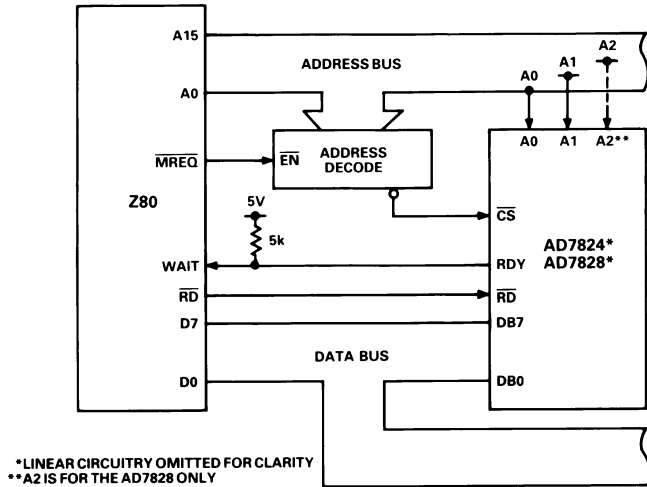 A15
ADDRESS BUS
A2
A1
A0
A0
A0 A1 A2**
MREQ
EN
ADDRESS
DECODE
Z80
5V
5k
CS
AD7824*
AD7828*
WAIT
RDY
RD
RD
D7
DB7
DATA BUS
D0
DB0
*LINEAR CIRCUITRY OMITTED FOR CLARITY
**A2 IS FOR THE AD7828 ONLY